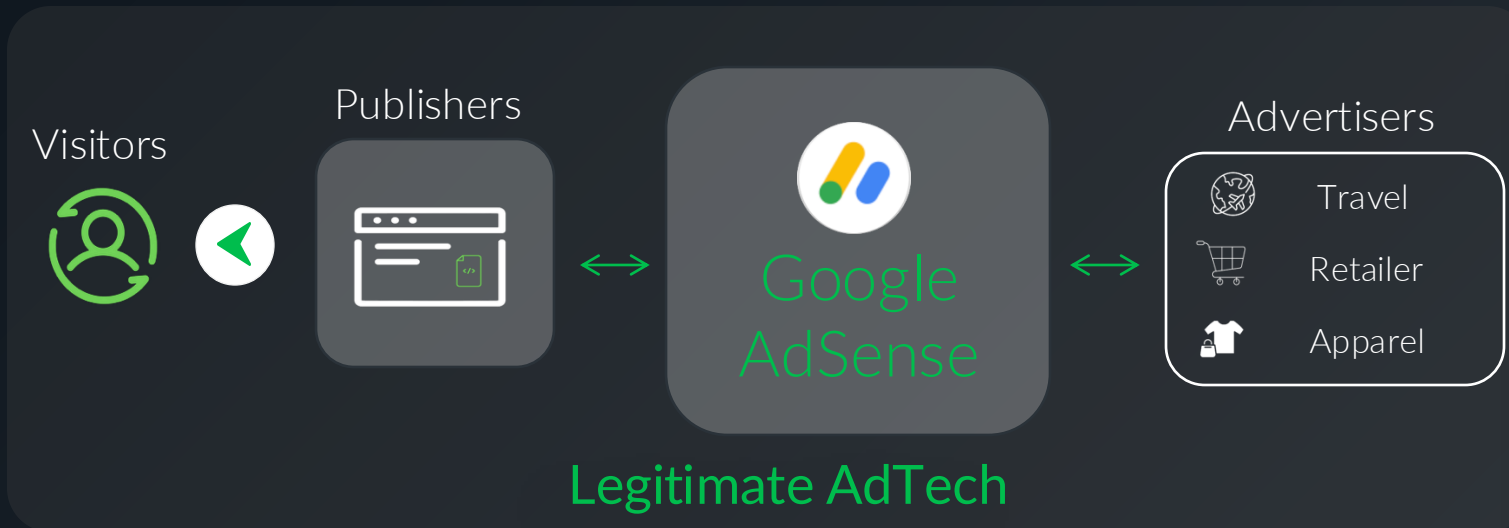 Visitors
Publishers
</>
Google
AdSense
Advertisers
Travel
Retailer
Apparel
Legitimate AdTech